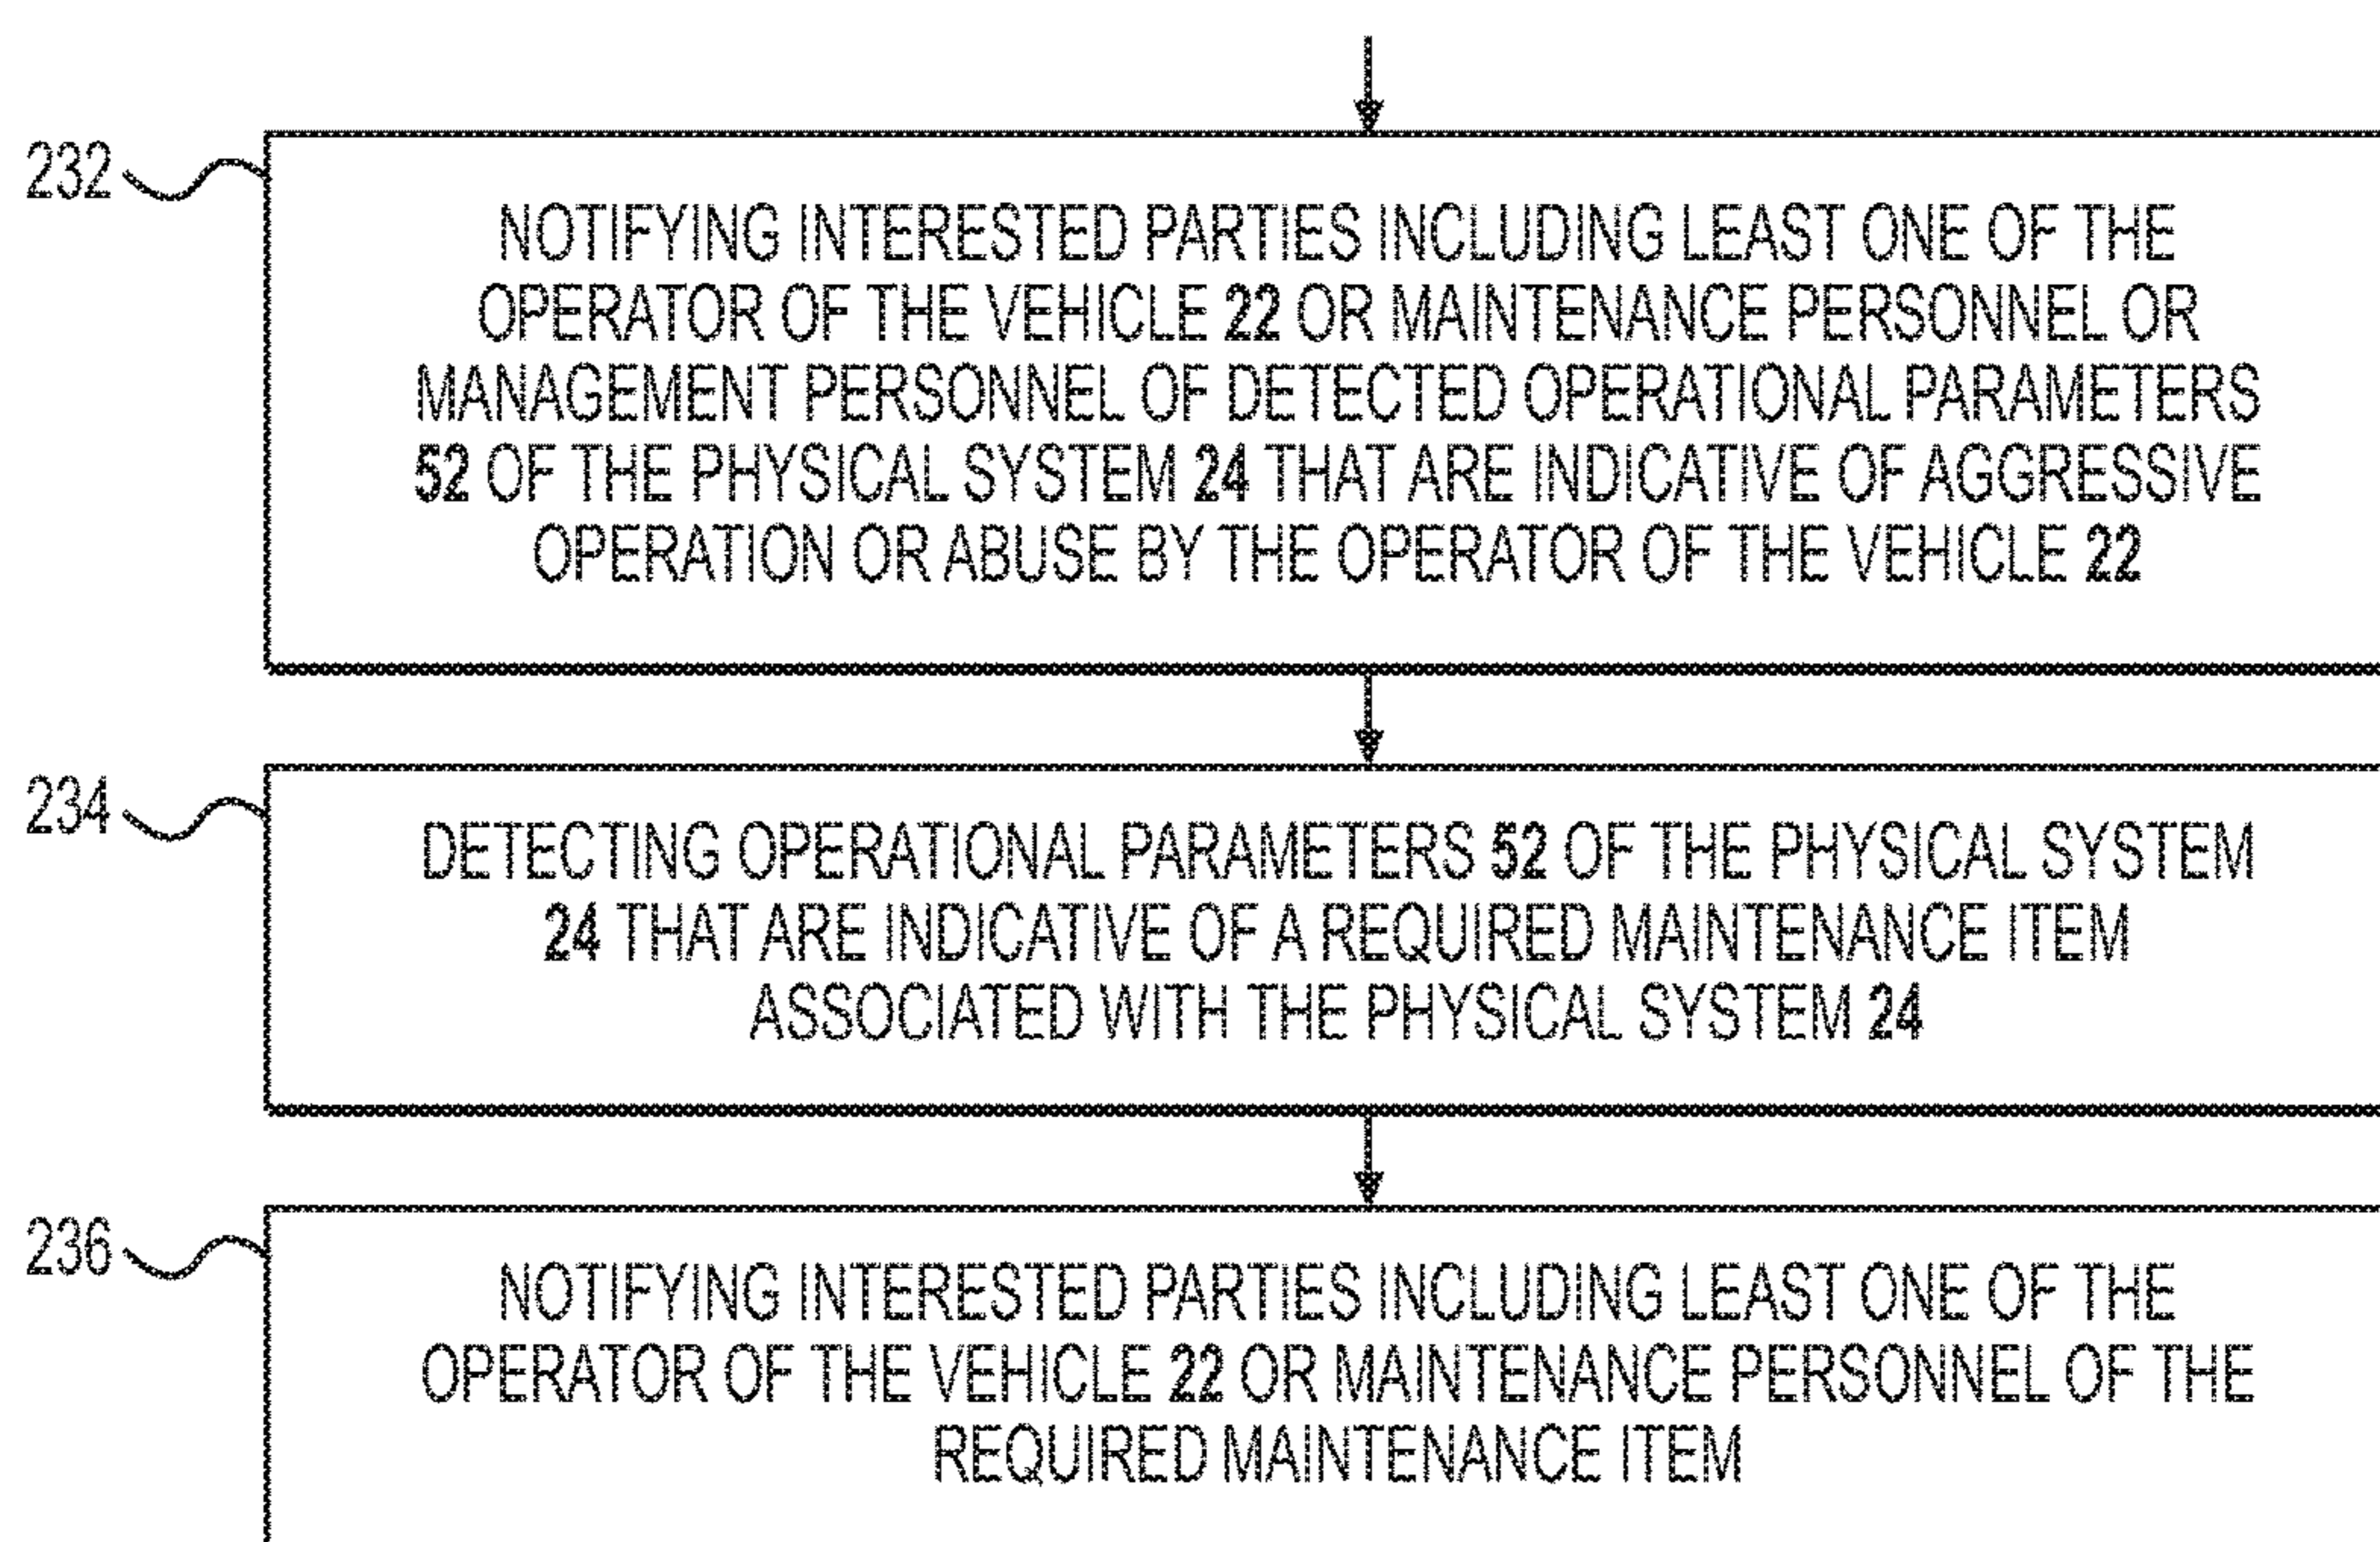 232
NOTIFYING INTERESTED PARTIES INCLUDING LEAST ONE OF THE
OPERATOR OF THE VEHICLE 22 OR MAINTENANCE PERSONNEL OR
MANAGEMENT PERSONNEL OF DETECTED OPERATIONAL PARAMETERS
52 OF THE PHYSICAL SYSTEM 24 THAT ARE INDICATIVE OF AGGRESSIVE
OPERATION OR ABUSE BY THE OPERATOR OF THE VEHICLE 22
234
DETECTING OPERATIONAL PARAMETERS 52 OF THE PHYSICAL SYSTEM
24 THAT ARE INDICATIVE OF A REQUIRED MAINTENANCE ITEM
ASSOCIATED WITH THE PHYSICAL SYSTEM 24
236
NOTIFYING INTERESTED PARTIES INCLUDING LEAST ONE OF THE
OPERATOR OF THE VEHICLE 22 OR MAINTENANCE PERSONNEL OF THE
REQUIRED MAINTENANCE ITEM